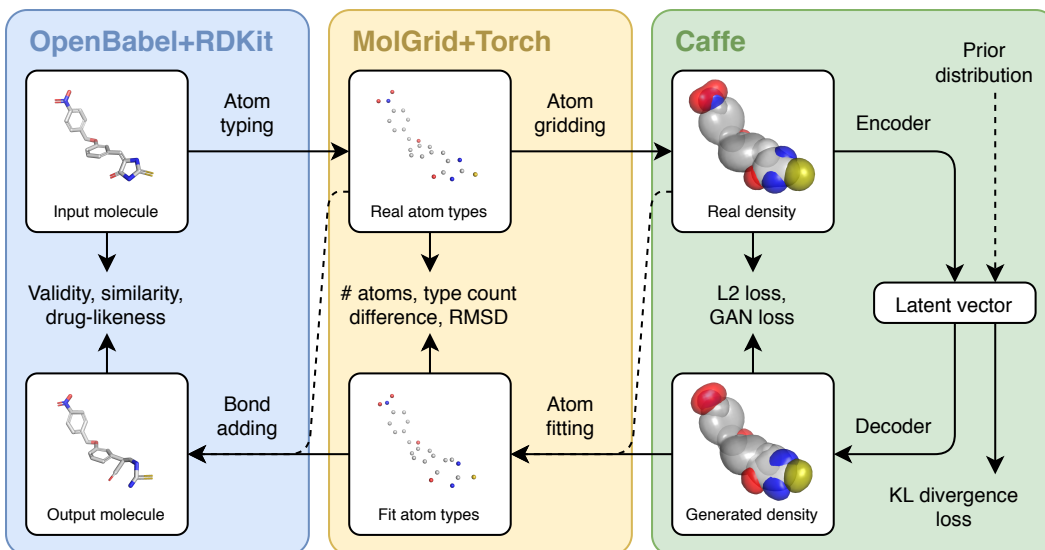 OpenBabel+RDKit
MolGrid+Torch
Caffe
Prior
distribution
Atom
typing
Atom
gridding
Encoder
Input molecule
Real atom types
Real density
Validity, similarity,
drug-likeness
# atoms, type count
difference, RMSD
L2 loss,
GAN loss
Latent vector
Bond
adding
Atom
fitting
Decoder
Output molecule
Fit atom types
Generated density
KL divergence
loss